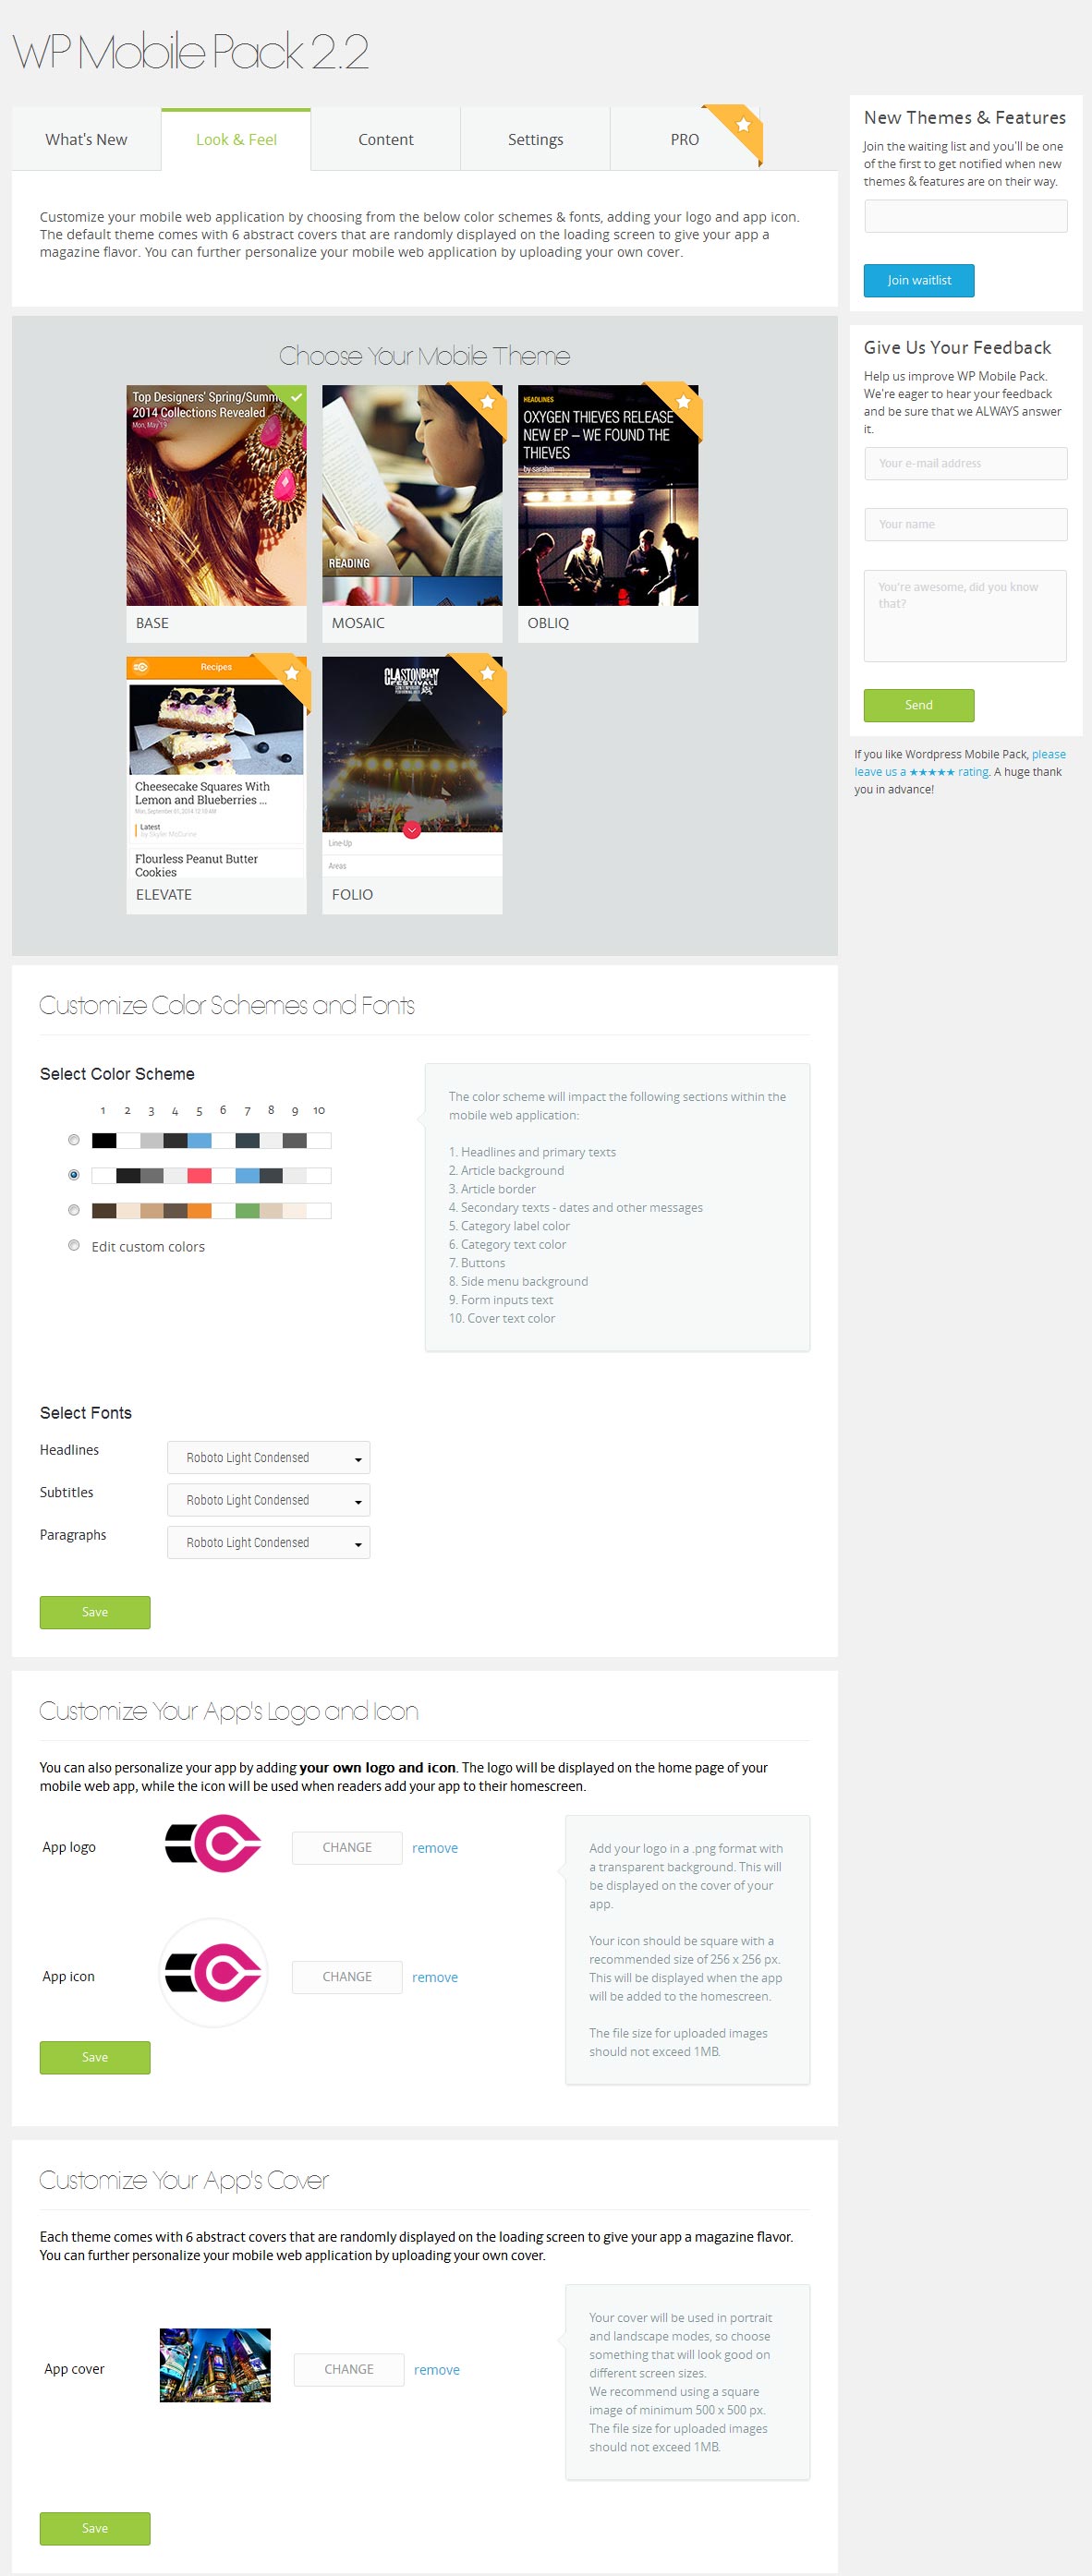 WP Mobile Pack 2.2
What's New
Look & Feel
Content
Settings
PRO
Customize your mobile web application by choosing from the below color schemes & fonts, adding your logo and app icon.
The default theme comes with 6 abstract covers that are randomly displayed on the loading screen to give your app a
magazine flavor. You can further personalize your mobile web application by uploading your own cover.
Choose Your Mobile Theme
Top Designers' Spring/Summ
2014 Collections Revealed
Mon, May 19
BASE
READING
MOSAIC
HEADLINES
OXYGEN THIEVES RELEASE
NEW EP – WE FOUND THE
THIEVES
by sarahm
OBLIQ
Recipes
Cheesecake Squares With
Lemon and Blueberries ...
Mon, September 01, 2014 12:10 AM
Latest
by Skyler McCurine
Flourless Peanut Butter
Cookies
ELEVATE
GLASTONBURY
FESTIVAL
Line-Up
Areas
FOLIO
Customize Color Schemes and Fonts
Select Color Scheme
1 2 3 4 5 6 7 8 9 10
Edit custom colors
The color scheme will impact the following sections within the
mobile web application:
1. Headlines and primary texts
2. Article background
3. Article border
4. Secondary texts - dates and other messages
5. Category label color
6. Category text color
7. Buttons
8. Side menu background
9. Form inputs text
10. Cover text color
Select Fonts
Headlines
Roboto Light Condensed
Subtitles
Roboto Light Condensed
Paragraphs
Roboto Light Condensed
Save
Customize Your App's Logo and Icon
You can also personalize your app by adding your own logo and icon. The logo will be displayed on the home page of your
mobile web app, while the icon will be used when readers add your app to their homescreen.
App logo
CHANGE
remove
App icon
CHANGE
remove
Save
Add your logo in a .png format with
a transparent background. This will
be displayed on the cover of your
app.
Your icon should be square with a
recommended size of 256 x 256 px.
This will be displayed when the app
will be added to the homescreen.
The file size for uploaded images
should not exceed 1MB.
Customize Your App's Cover
Each theme comes with 6 abstract covers that are randomly displayed on the loading screen to give your app a magazine flavor.
You can further personalize your mobile web application by uploading your own cover.
App cover
CHANGE
remove
Your cover will be used in portrait
and landscape modes, so choose
something that will look good on
different screen sizes.
We recommend using a square
image of minimum 500 x 500 px.
The file size for uploaded images
should not exceed 1MB.
Save
New Themes & Features
Join the waiting list and you'll be one
of the first to get notified when new
themes & features are on their way.
Join waitlist
Give Us Your Feedback
Help us improve WP Mobile Pack.
We're eager to hear your feedback
and be sure that we ALWAYS answer
it.
Your e-mail address
Your name
You're awesome, did you know
that?
Send
If you like Wordpress Mobile Pack, please
leave us a ★★★★★ rating. A huge thank
you in advance!